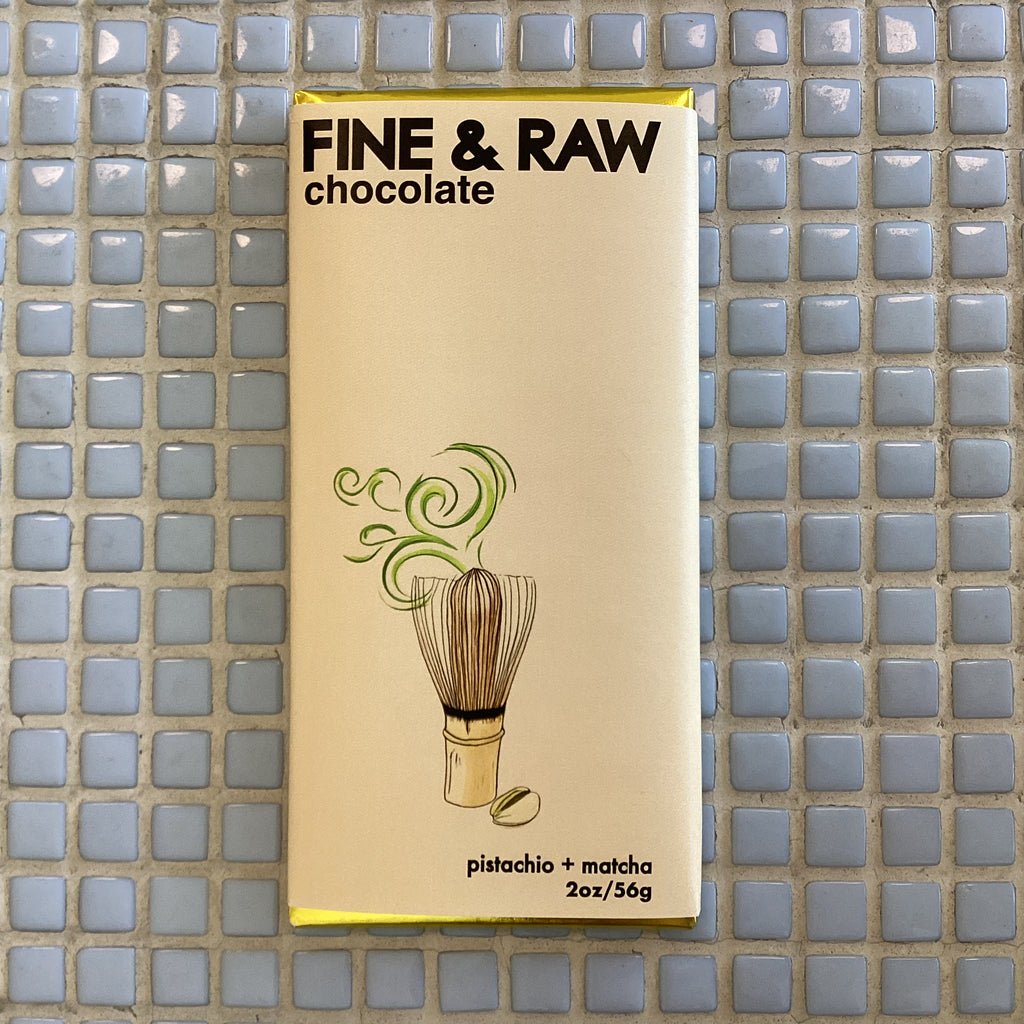 FINE & RAW
chocolate
pistachio + matcha
2oz/56g